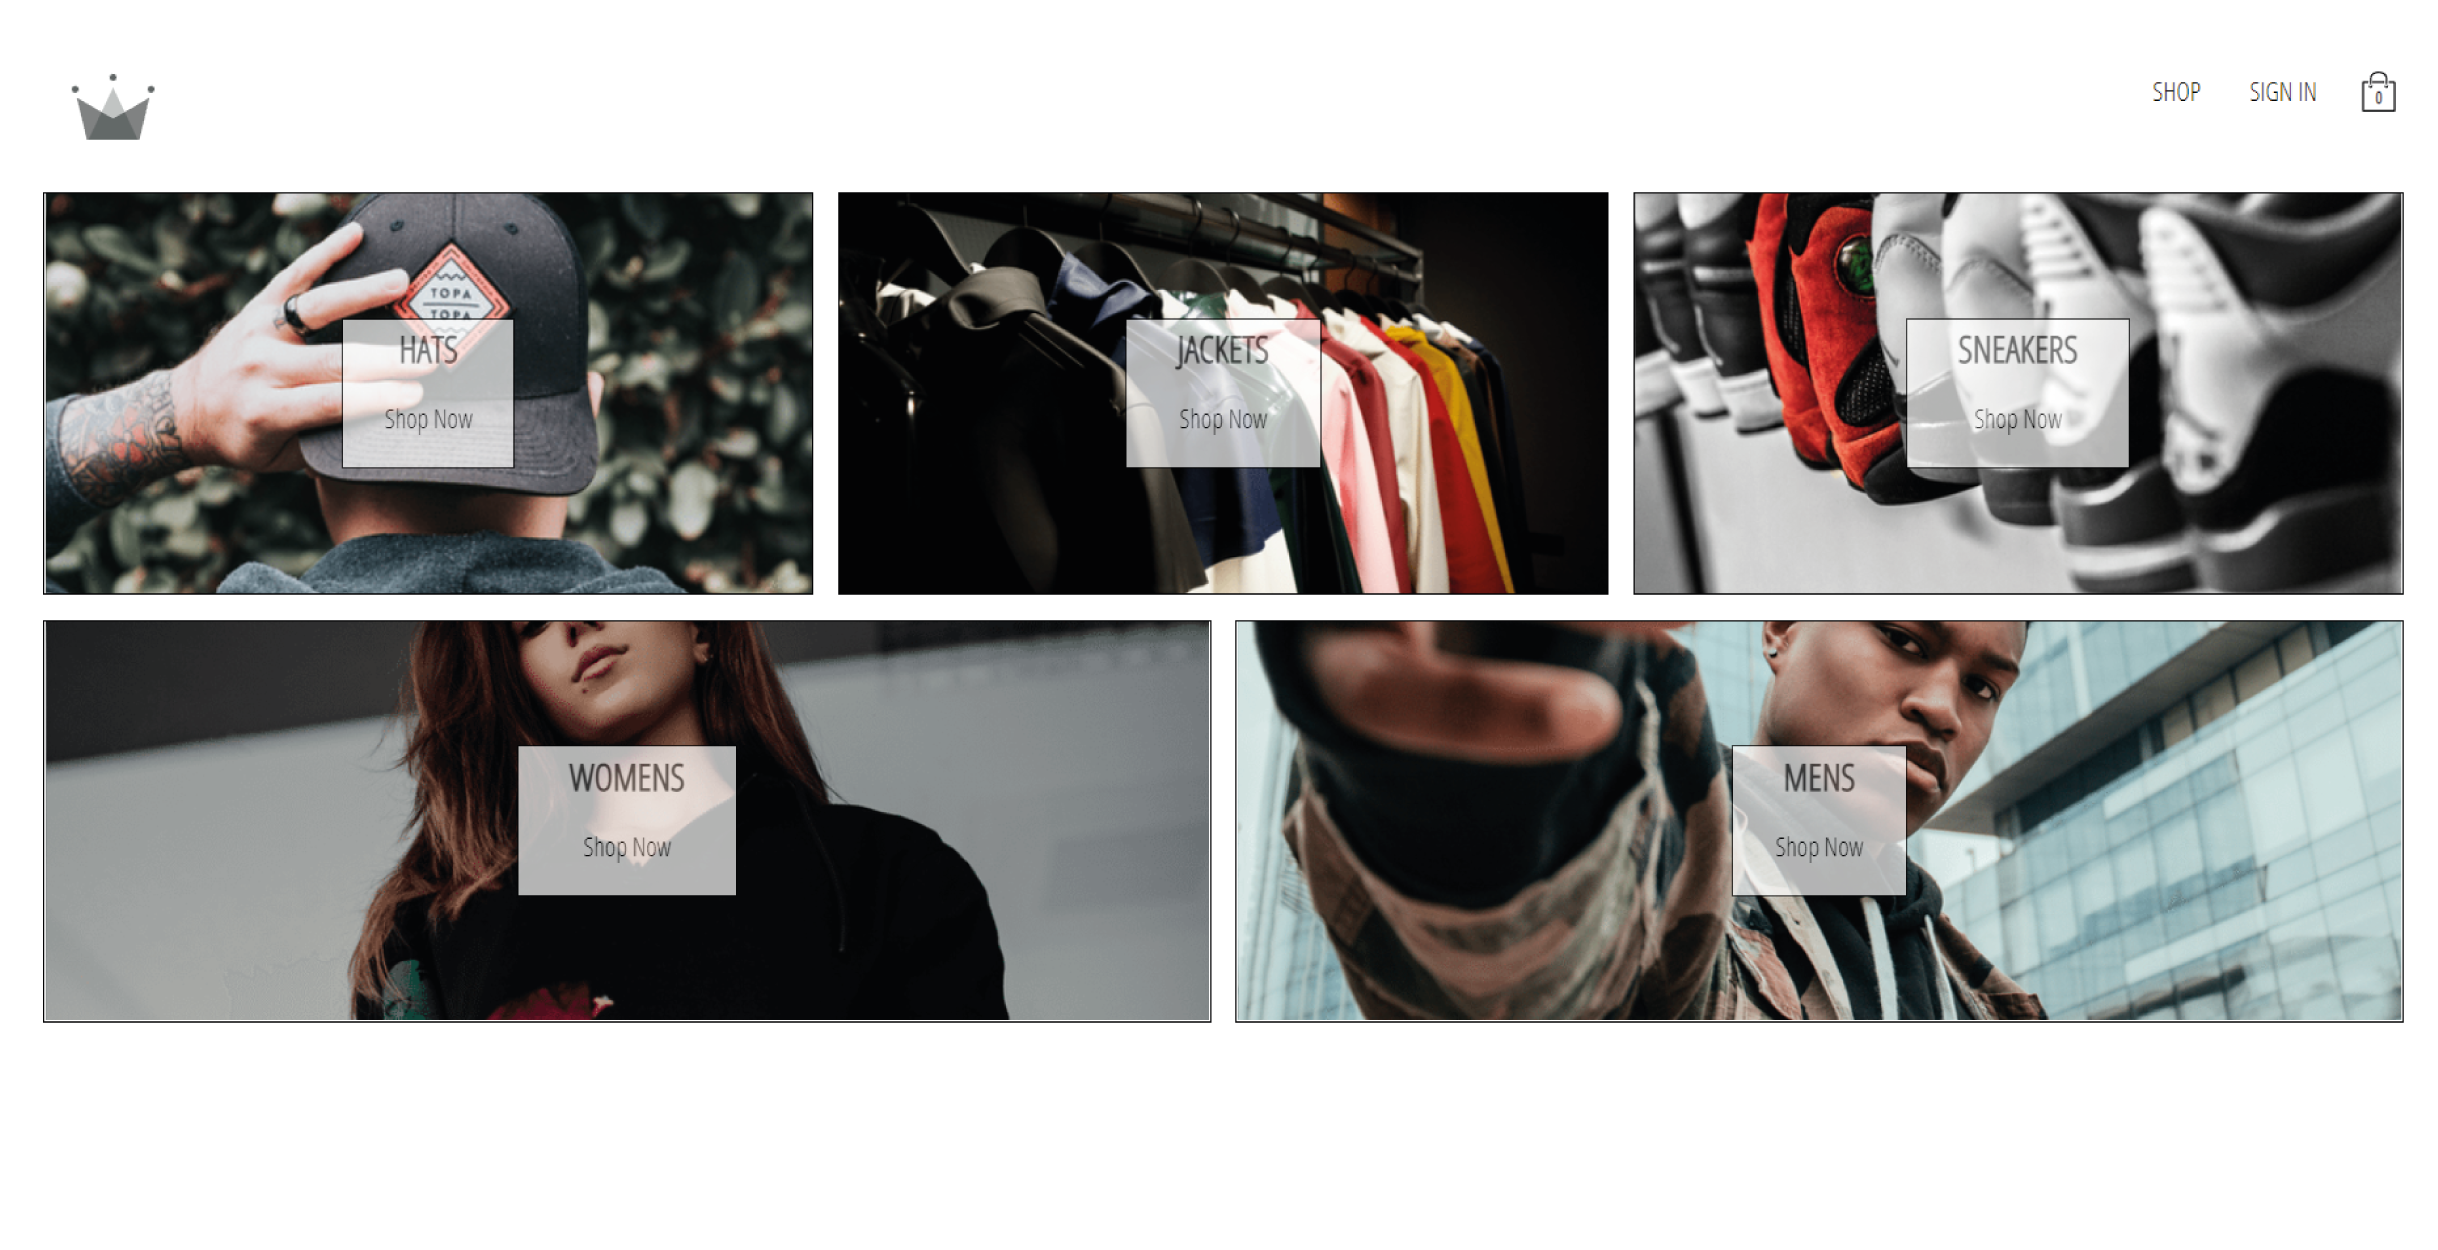 SHOP
SIGN IN
0
TOPA
TOPA
HATS
Shop Now
JACKETS
Shop Now
SNEAKERS
Shop Now
WOMENS
Shop Now
MENS
Shop Now